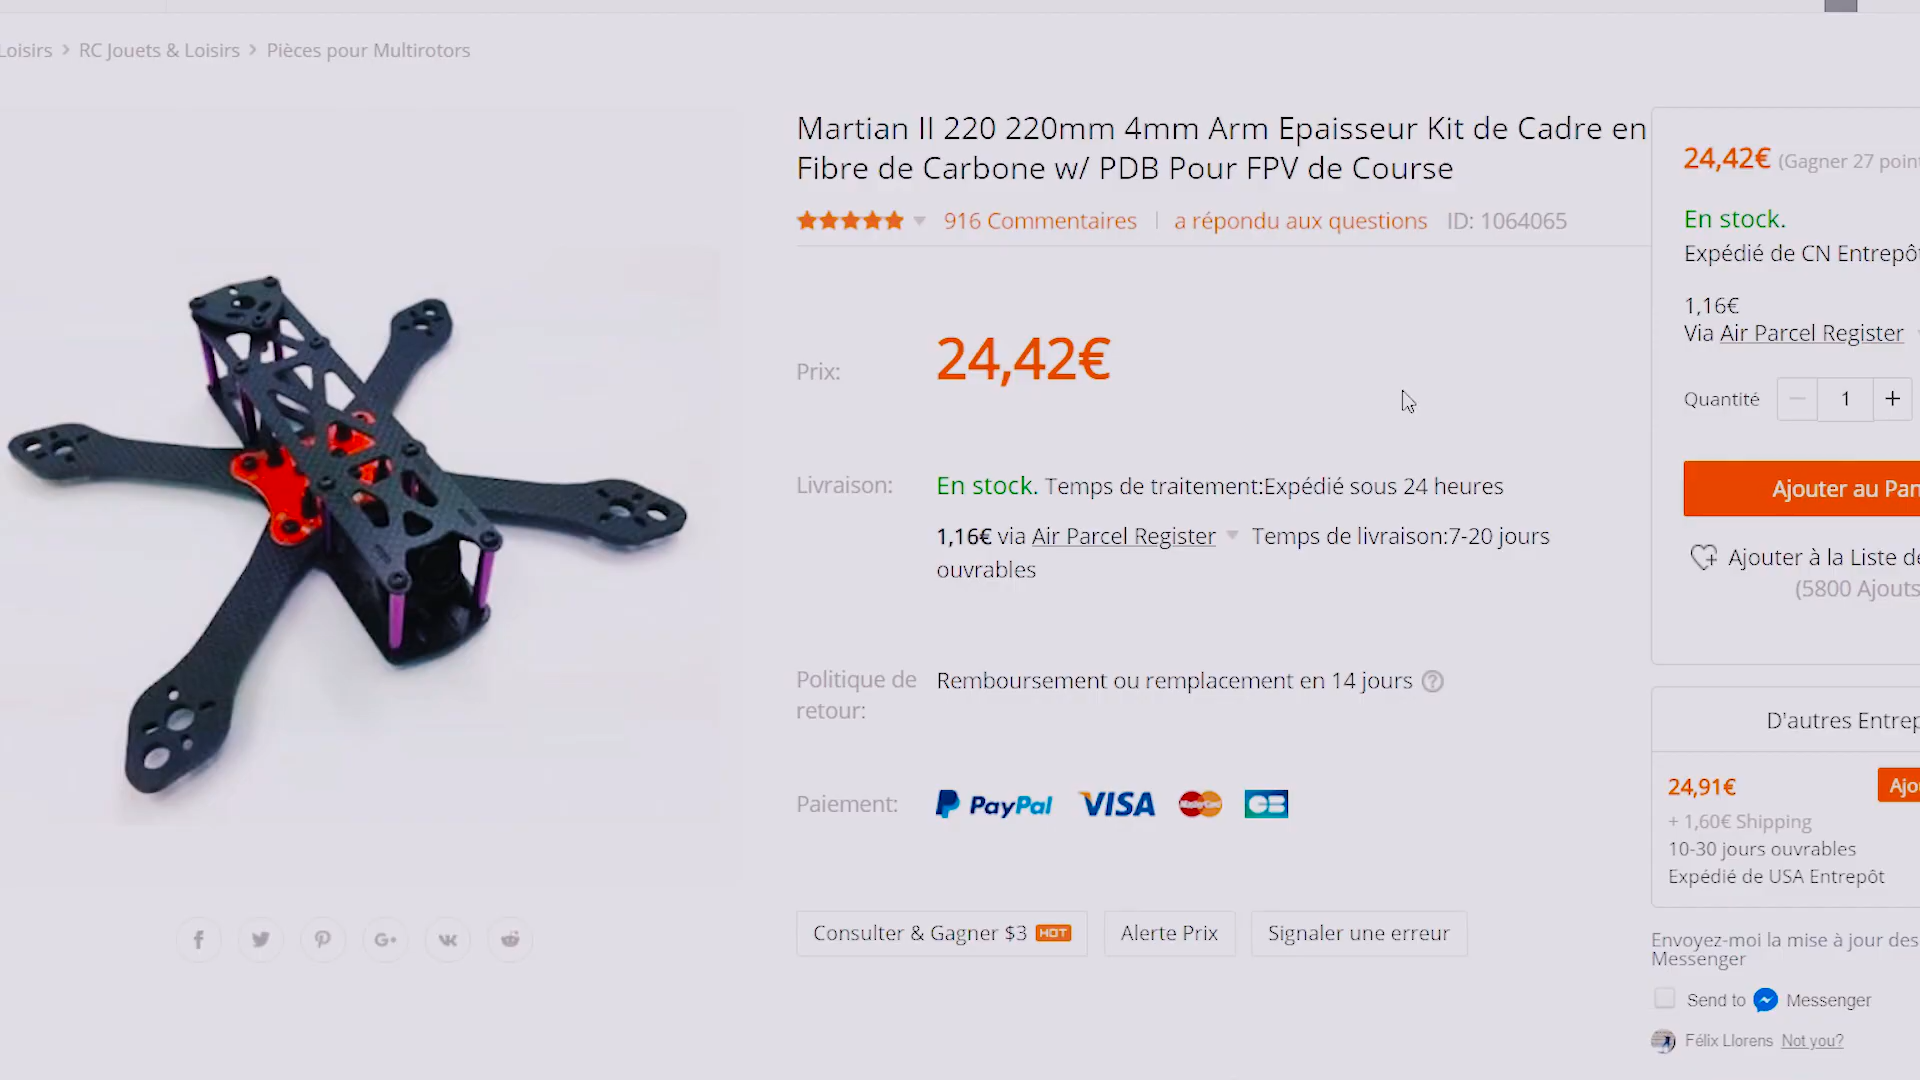 Loisirs > RC Jouets & Loisirs > Pièces pour Multirotors
Martian II 220 220mm 4mm Arm Epaisseur Kit de Cadre en
Fibre de Carbone w/ PDB Pour FPV de Course
916 Commentaires | a répondu aux questions ID: 1064065
Prix: 24,42€
Livraison: En stock. Temps de traitement:Expédié sous 24 heures
1,16€ via Air Parcel Register Temps de livraison:7-20 jours
ouvrables
Politique de
retour:
Remboursement ou remplacement en 14 jours ?
Paiement: PayPal VISA MasterCard CB
Consulter & Gagner $3 HOT Alerte Prix Signaler une erreur
24,42€ (Gagner 27 poin
En stock.
Expédié de CN Entrepô
1,16€
Via Air Parcel Register
Quantité — 1 +
Ajouter au Pan
Ajouter à la Liste de
(5800 Ajouts
D'autres Entrep
24,91€ Ajo
+ 1,60€ Shipping
10-30 jours ouvrables
Expédié de USA Entrepôt
Envoyez-moi la mise à jour des
Messenger
Send to Messenger
Félix Llorens Not you?